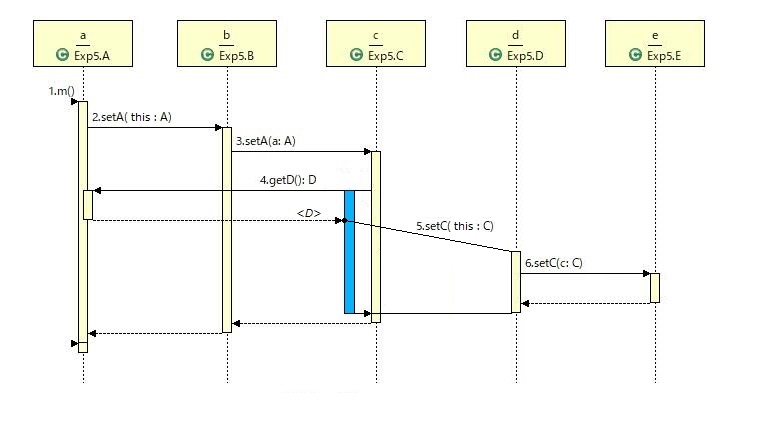 a
© Exp5.A
b
© Exp5.B
c
© Exp5.C
d
© Exp5.D
e
© Exp5.E
1.m()
2.setA( this : A)
3.setA(a: A)
4.getD(): D
<D>
5.setC( this : C)
6.setC(c: C)